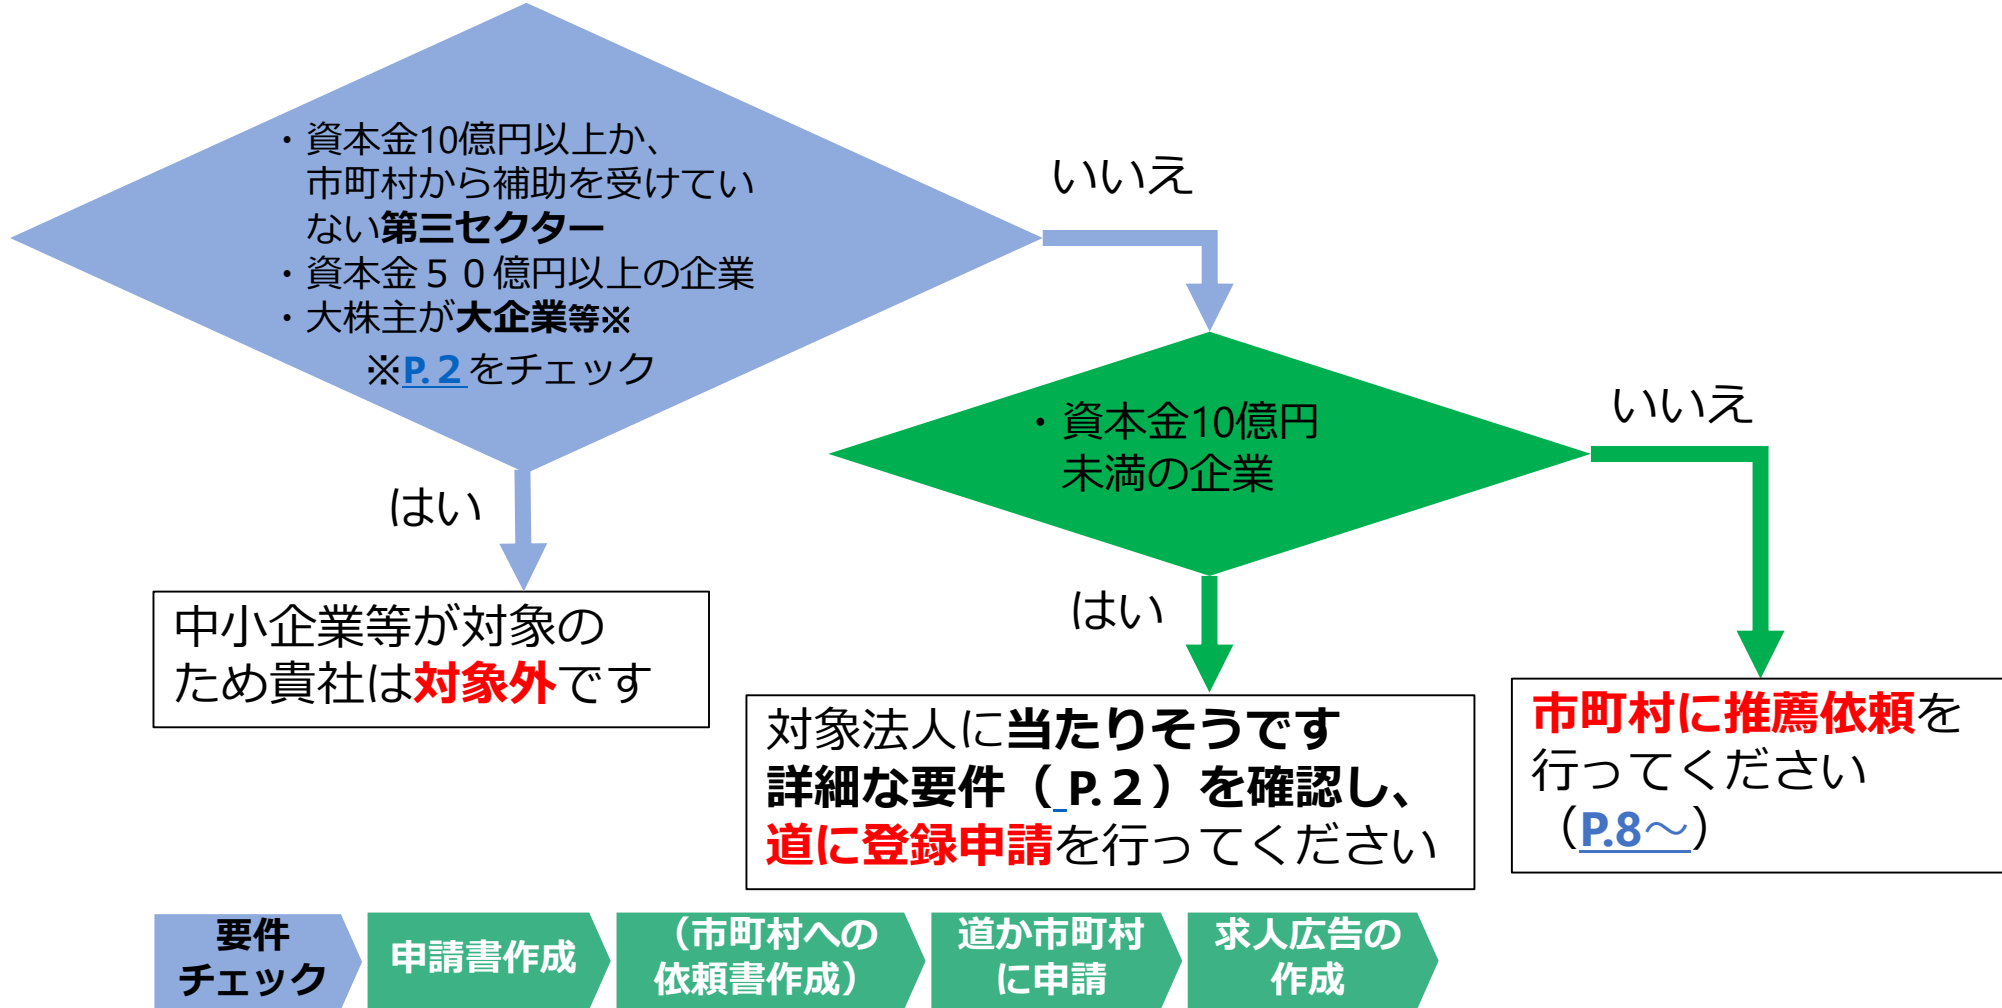 ・資本金10億円以上か、
市町村から補助を受けてい
ない第三セクター
・資本金５０億円以上の企業
・大株主が大企業等※
※P.２をチェック
いいえ
はい
中小企業等が対象の
ため貴社は対象外です
・資本金10億円
未満の企業
いいえ
はい
対象法人に当たりそうです
詳細な要件（ P.２）を確認し、
道に登録申請を行ってください
市町村に推薦依頼を
行ってください
（P.8～）
要件
チェック
申請書作成
（市町村への
依頼書作成）
道か市町村
に申請
求人広告の
作成